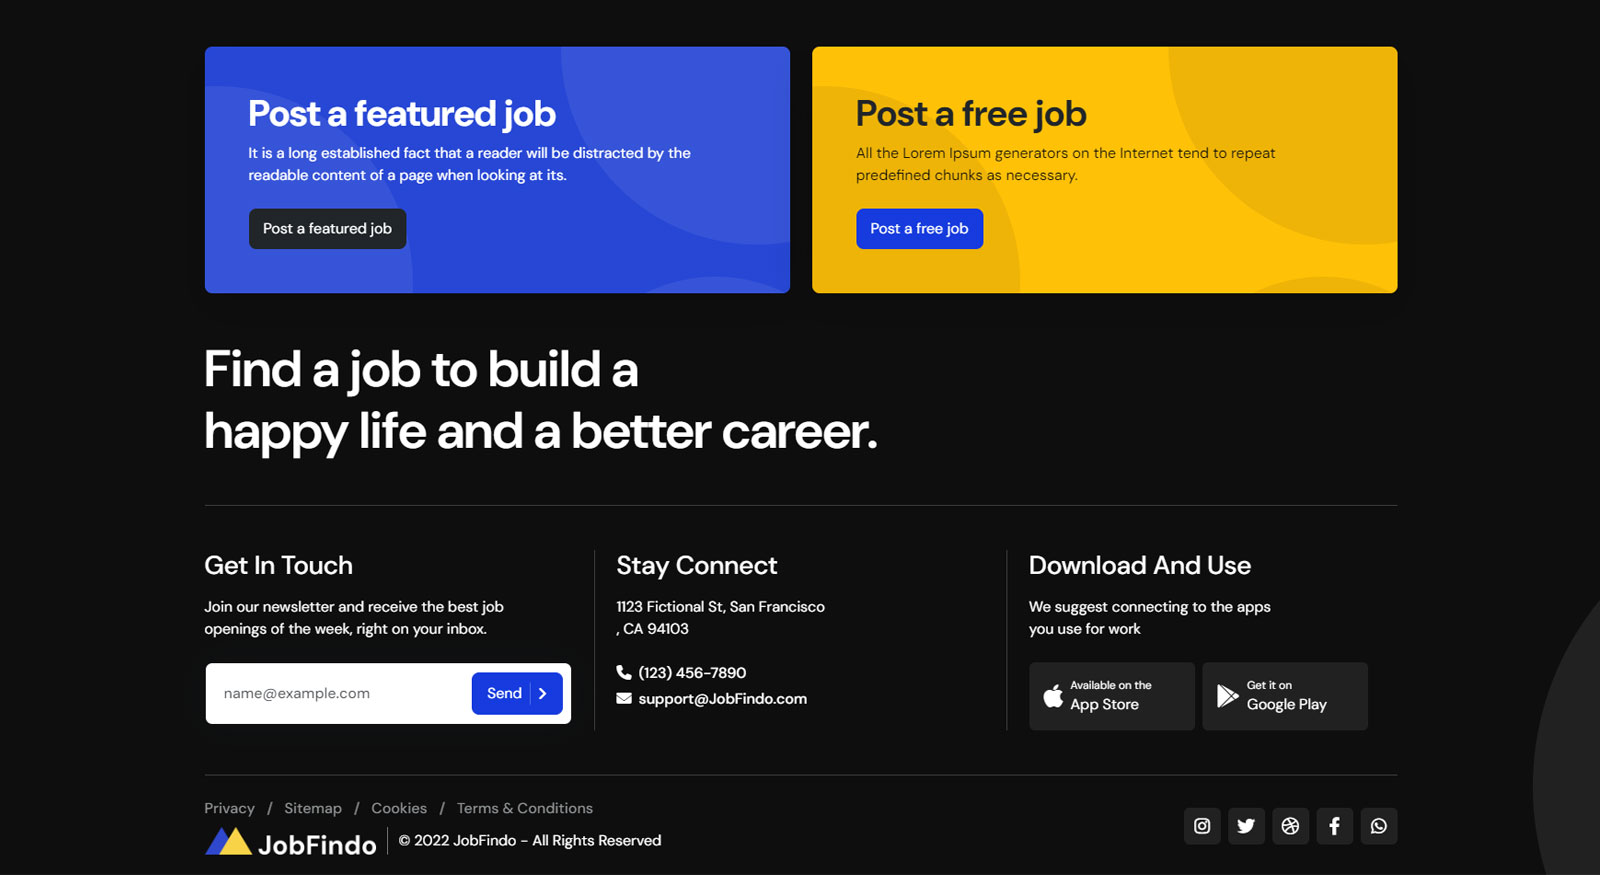 Post a featured job
It is a long established fact that a reader will be distracted by the
readable content of a page when looking at its.
Post a featured job
Post a free job
All the Lorem Ipsum generators on the Internet tend to repeat
predefined chunks as necessary.
Post a free job
Find a job to build a
happy life and a better career.
Get In Touch
Join our newsletter and receive the best job
openings of the week, right on your inbox.
name@example.com
Send
Stay Connect
1123 Fictional St, San Francisco
, CA 94103
(123) 456-7890
support@JobFindo.com
Download And Use
We suggest connecting to the apps
you use for work
Available on the
App Store
Get it on
Google Play
Privacy / Sitemap / Cookies / Terms & Conditions
JobFindo
© 2022 JobFindo - All Rights Reserved